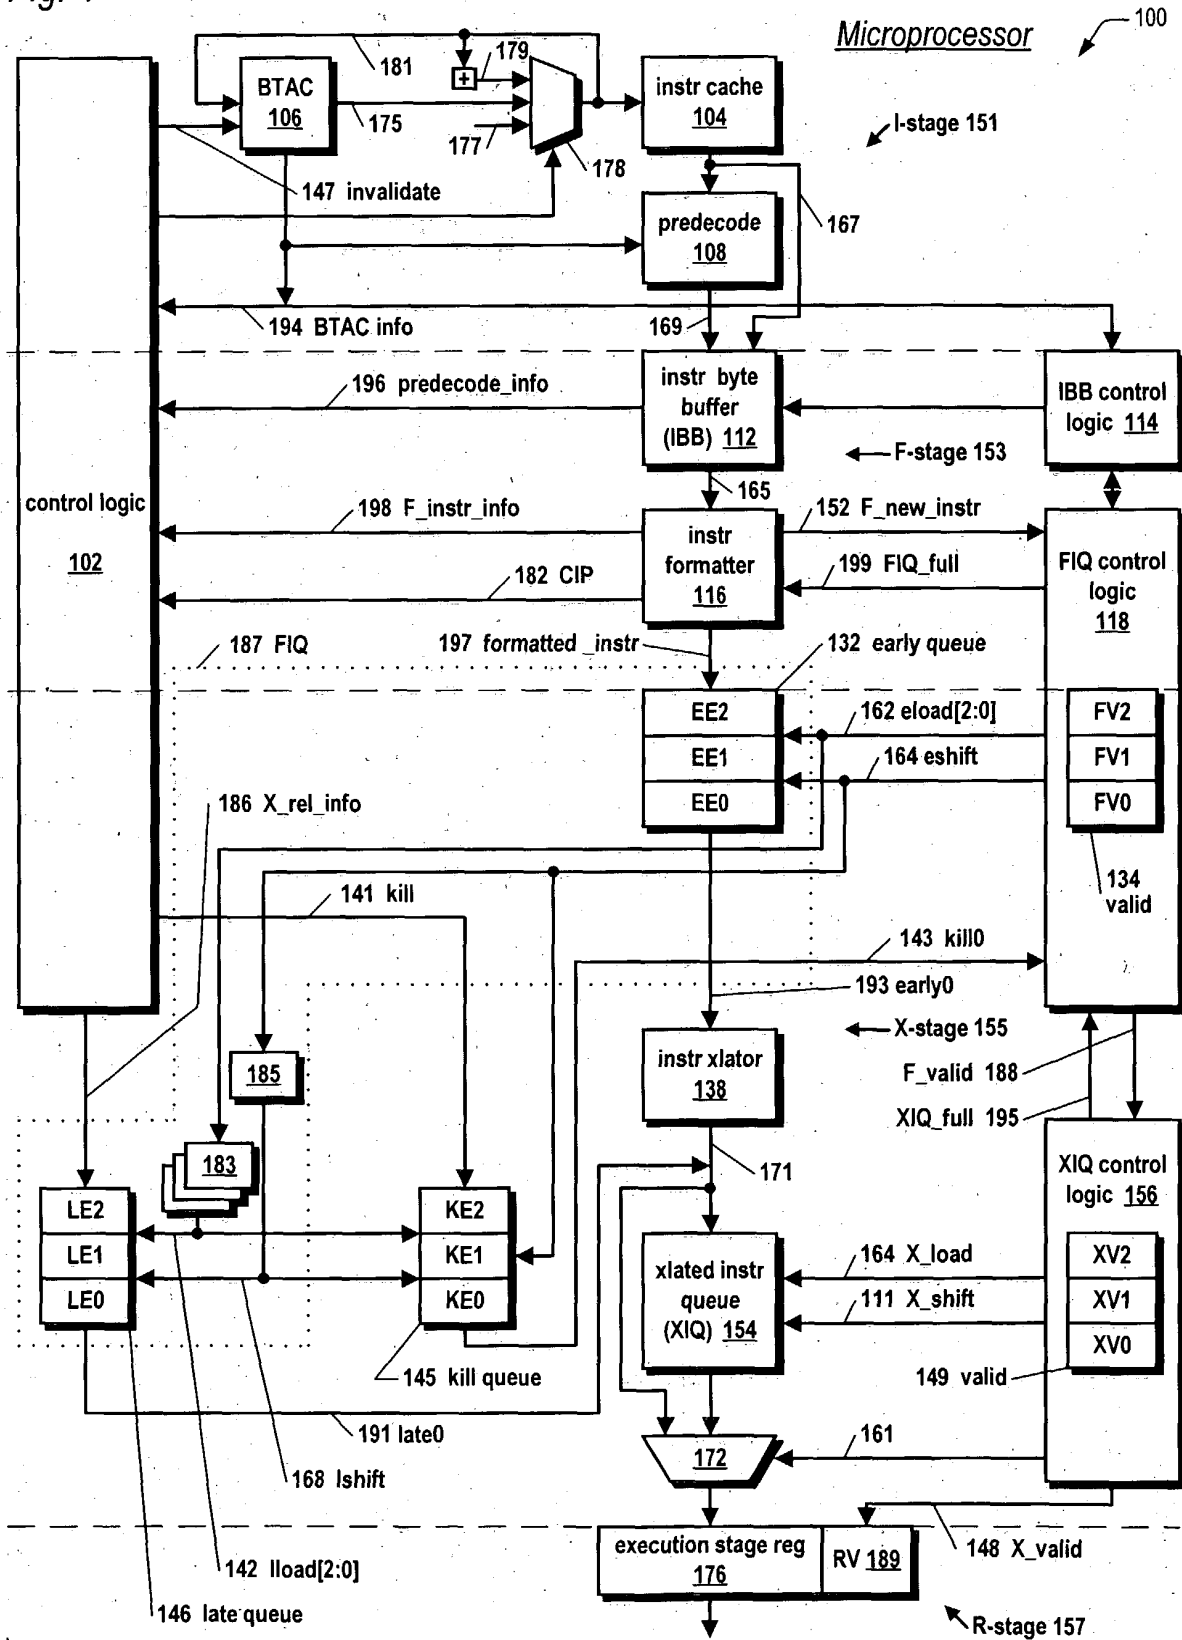 Microprocessor
100
181
179
BTAC
106
175
177
178
instr cache
104
I-stage 151
147 invalidate
predecode
108
167
194 BTAC info
169
196 predecode_info
instr byte
buffer
(IBB) 112
IBB control
logic 114
F-stage 153
165
control logic
102
198 F_instr_info
instr
formatter
116
152 F_new_instr
199 FIQ_full
182 CIP
FIQ control
logic
118
187 FIQ
197 formatted_instr
132 early queue
EE2
EE1
EE0
162 eload[2:0]
164 eshift
FV2
FV1
FV0
134
valid
186 X_rel_info
141 kill
143 kill0
193 early0
X-stage 155
185
instr xlator
138
F_valid 188
XIQ_full 195
183
171
XIQ control
logic 156
LE2
LE1
LE0
KE2
KE1
KE0
xlated instr
queue
(XIQ) 154
164 X_load
111 X_shift
XV2
XV1
XV0
149 valid
145 kill queue
191 late0
161
172
168 lshift
142 lload[2:0]
146 late queue
execution stage reg
176
RV 189
148 X_valid
R-stage 157